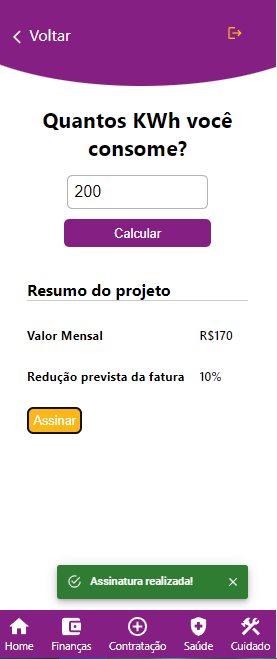 Voltar
Quantos KWh você
consome?
200
Calcular
Resumo do projeto
Valor Mensal R$170
Redução prevista da fatura 10%
Assinar
Assinatura realizada!
Home Finanças Contratação Saúde Cuidado